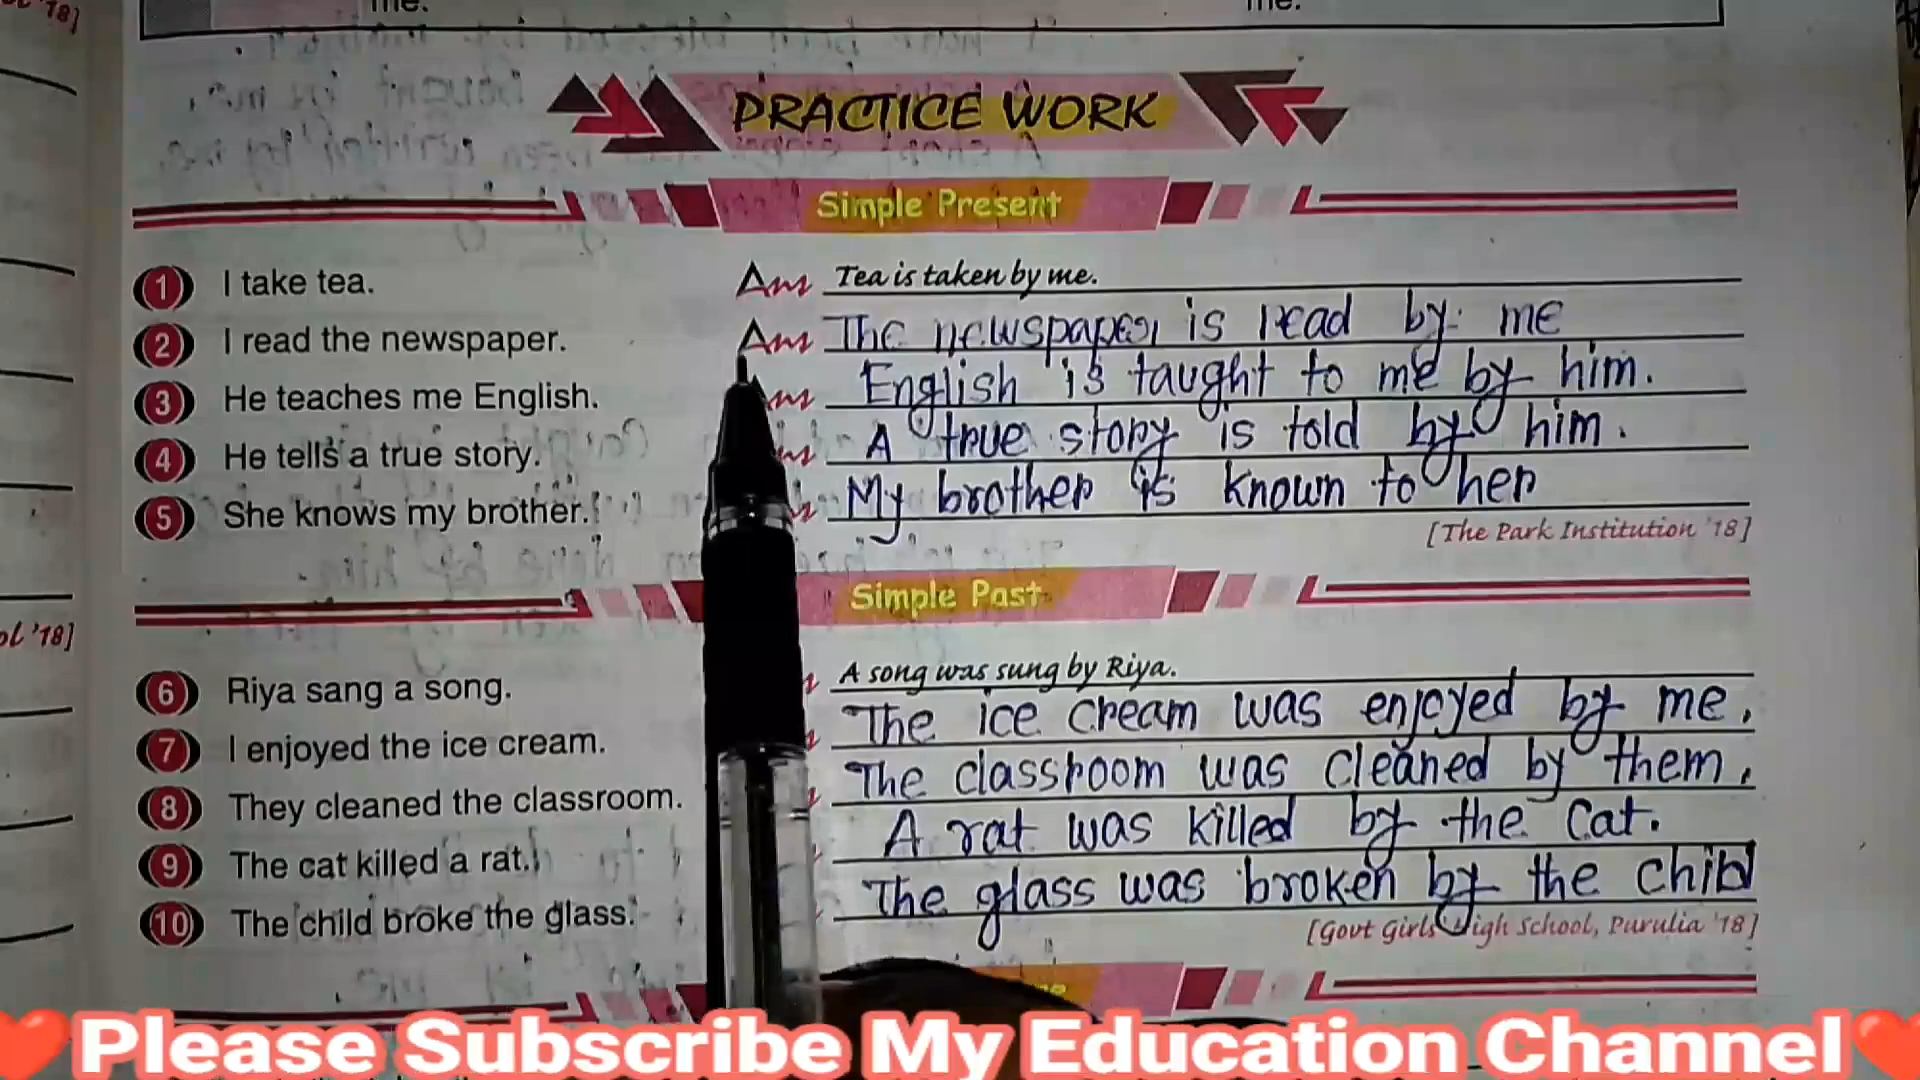 '18]
me.
me.
PRACTICE WORK
Simple Present
1 I take tea. Ans Tea is taken by me.
2 I read the newspaper. Ans The newspaper is read by me
3 He teaches me English. Ans English is taught to me by him.
4 He tells a true story. A true story is told by him.
5 She knows my brother. My brother is known to her
[The Park Institution '18]
Simple Past
ol '18]
6 Riya sang a song. A song was sung by Riya.
7 I enjoyed the ice cream. The ice cream was enjoyed by me.
8 They cleaned the classroom. The classroom was cleaned by them.
9 The cat killed a rat. A rat was killed by the cat.
10 The child broke the glass. The glass was broken by the child
[Govt Girls High School, Purulia '18]
Please Subscribe My Education Channel